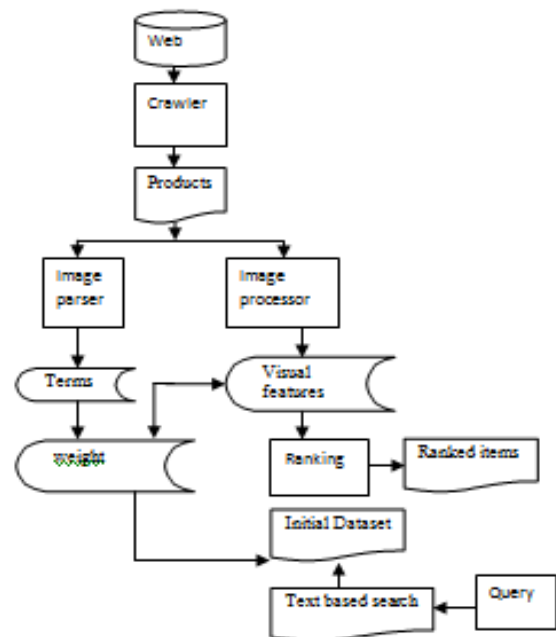 Web
Crawler
Products
Image
parser
Image
processor
Terms
Visual
features
weight
Ranking
Ranked items
Initial Dataset
Text based search
Query